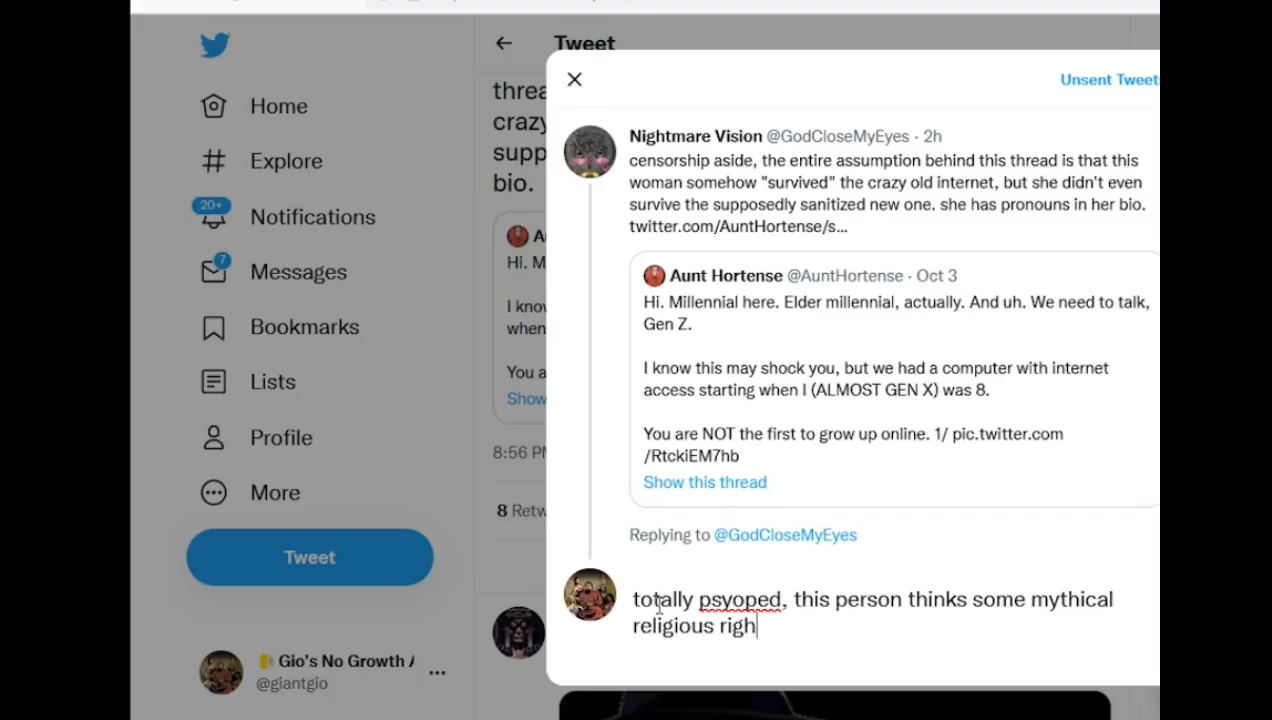 Tweet
Unsent Tweet
Home
Explore
20+
Notifications
7
Messages
Bookmarks
Lists
Profile
More
Tweet
Gio's No Growth
@giantgio
crazy
supp
bio.
Hi. M
I know
when
You a
Show
8:56 PM
8 Retw
Nightmare Vision @GodCloseMyEyes · 2h
censorship aside, the entire assumption behind this thread is that this
woman somehow "survived" the crazy old internet, but she didn't even
survive the supposedly sanitized new one. she has pronouns in her bio.
twitter.com/AuntHortense/s...
Aunt Hortense @AuntHortense · Oct 3
Hi. Millennial here. Elder millennial, actually. And uh. We need to talk,
Gen Z.
I know this may shock you, but we had a computer with internet
access starting when I (ALMOST GEN X) was 8.
You are NOT the first to grow up online. 1/ pic.twitter.com
/RtckiEM7hb
Show this thread
Replying to @GodCloseMyEyes
totally psyoped, this person thinks some mythical
religious righ